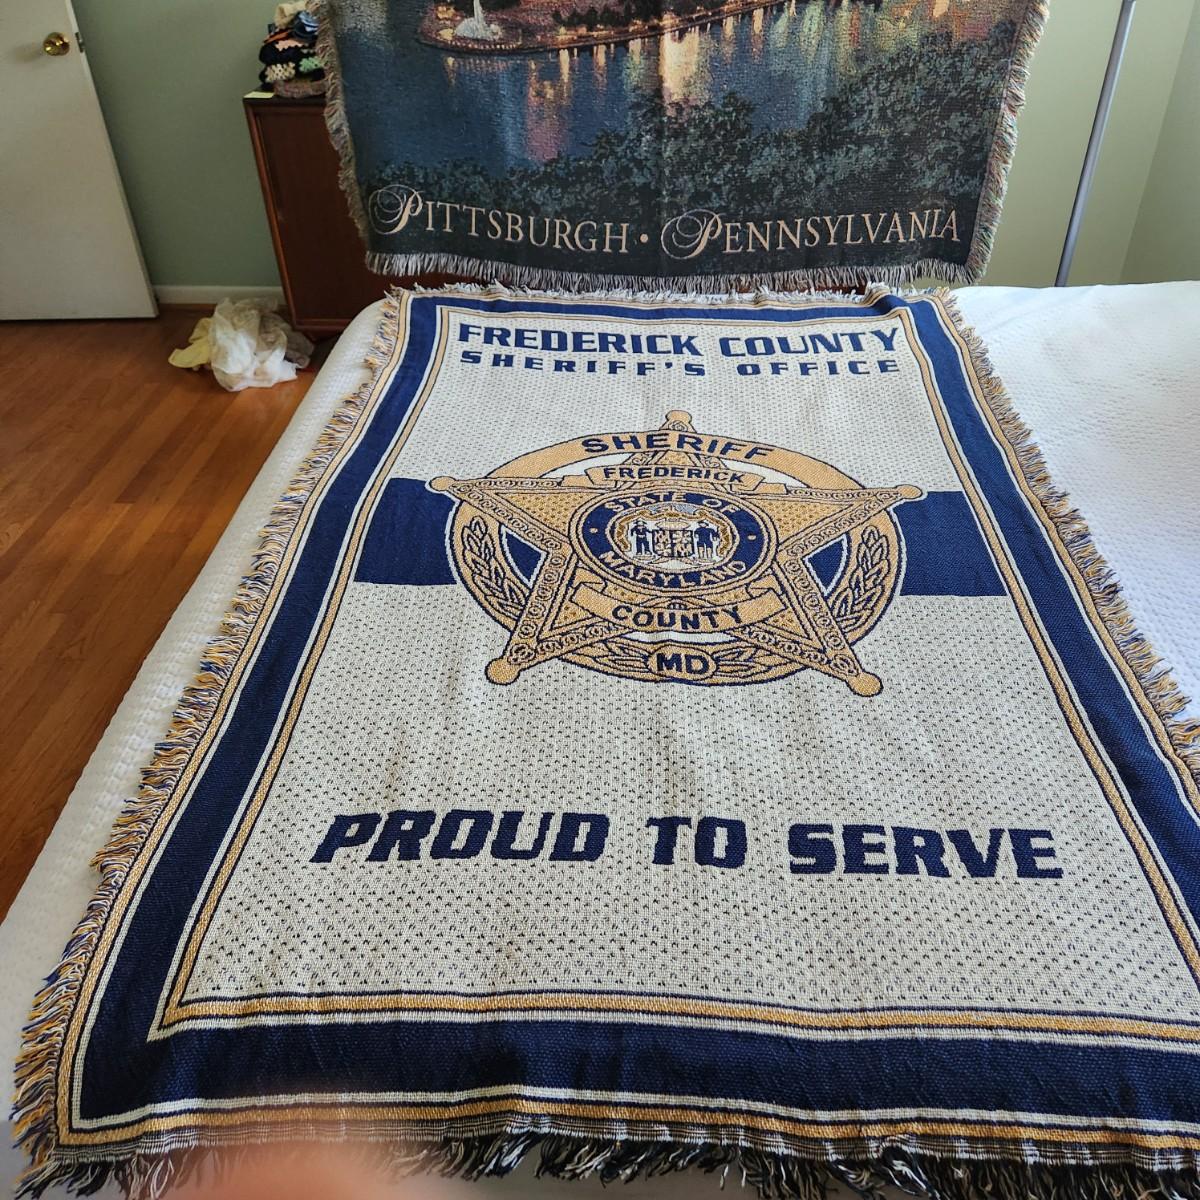 PITTSBURGH · PENNSYLVANIA
FREDERICK COUNTY
SHERIFF'S OFFICE
SHERIFF
FREDERICK
STATE OF
MARYLAND
COUNTY
MD
PROUD TO SERVE